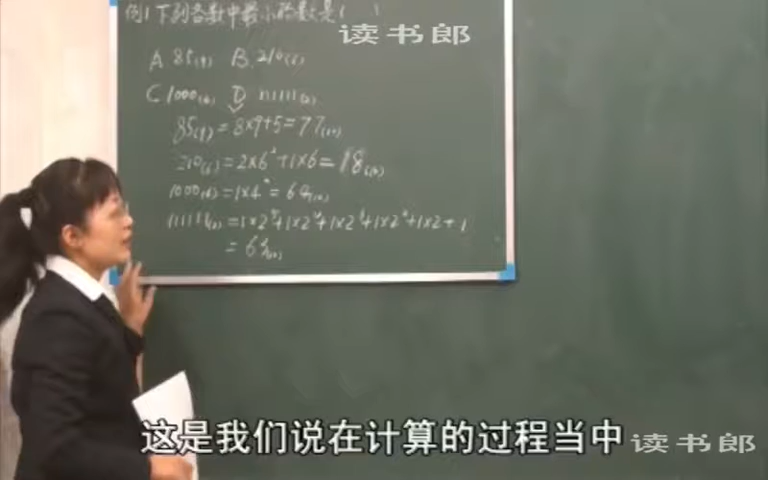 例1 下列各数中最小的数是( )
读书郎
A 85(9) B 210(6)
C 1000(4) D 111111(2)
85(9)=8×9+5=77(10)
210(6)=2×6²+1×6=78(10)
1000(4)=1×4³=64(10)
111111(2)=1×2⁵+1×2⁴+1×2³+1×2²+1×2+1
=63(10)
这是我们说在计算的过程当中
读书郎